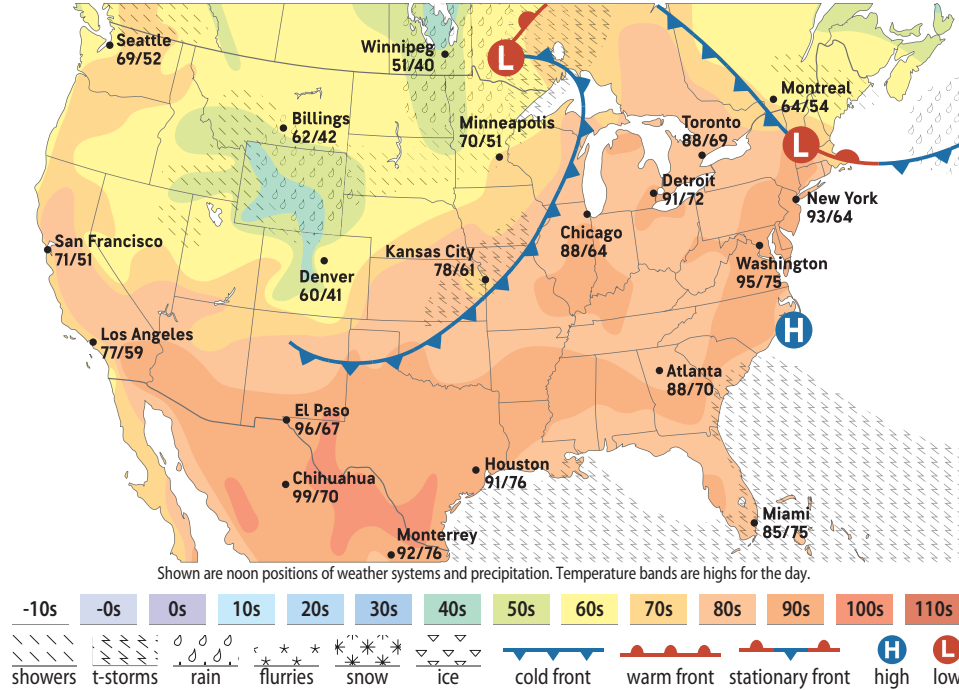 Seattle
69/52
Winnipeg
51/40
L
Billings
62/42
Minneapolis
70/51
Montreal
64/54
Toronto
88/69
L
Detroit
91/72
New York
93/64
San Francisco
71/51
Denver
60/41
Kansas City
78/61
Chicago
88/64
Washington
95/75
H
Los Angeles
77/59
Atlanta
88/70
El Paso
96/67
Chihuahua
99/70
Houston
91/76
Monterrey
92/76
Miami
85/75
Shown are noon positions of weather systems and precipitation. Temperature bands are highs for the day.
-10s -0s 0s 10s 20s 30s 40s 50s 60s 70s 80s 90s 100s 110s
H L
showers t-storms rain flurries snow ice cold front warm front stationary front high low